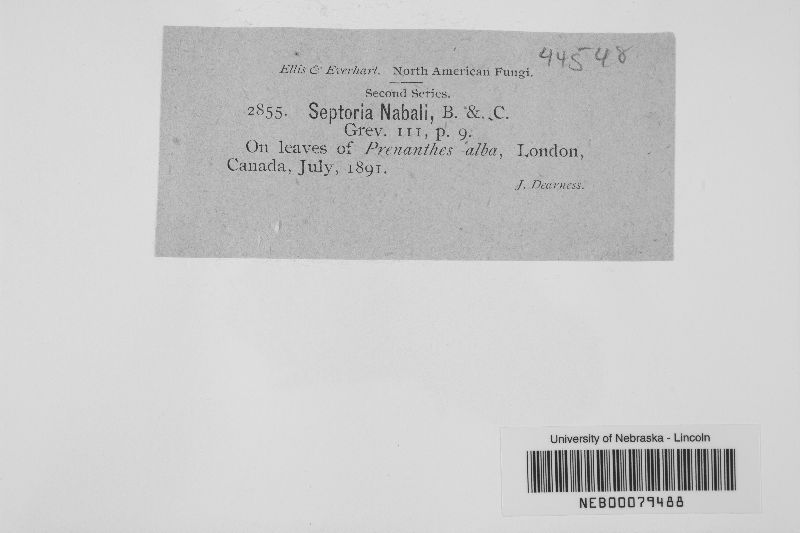 44548
Ellis & Everhart. North American Fungi.
Second Series.
2855. Septoria Nabali, B. &. C.
Grev. III, p. 9.
On leaves of Prenanthes alba, London,
Canada, July, 1891.
J. Dearness.
University of Nebraska - Lincoln
NEB00079488